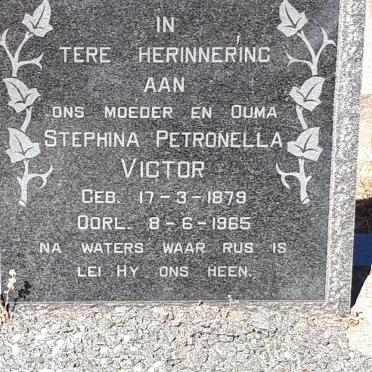 IN
TERE HERINNERING
AAN
ONS MOEDER EN OUMA
STEPHINA PETRONELLA
VICTOR
GEB. 17-3-1879
OORL. 8-6-1965
NA WATERS WAAR RUS IS
LEI HY ONS HEEN.